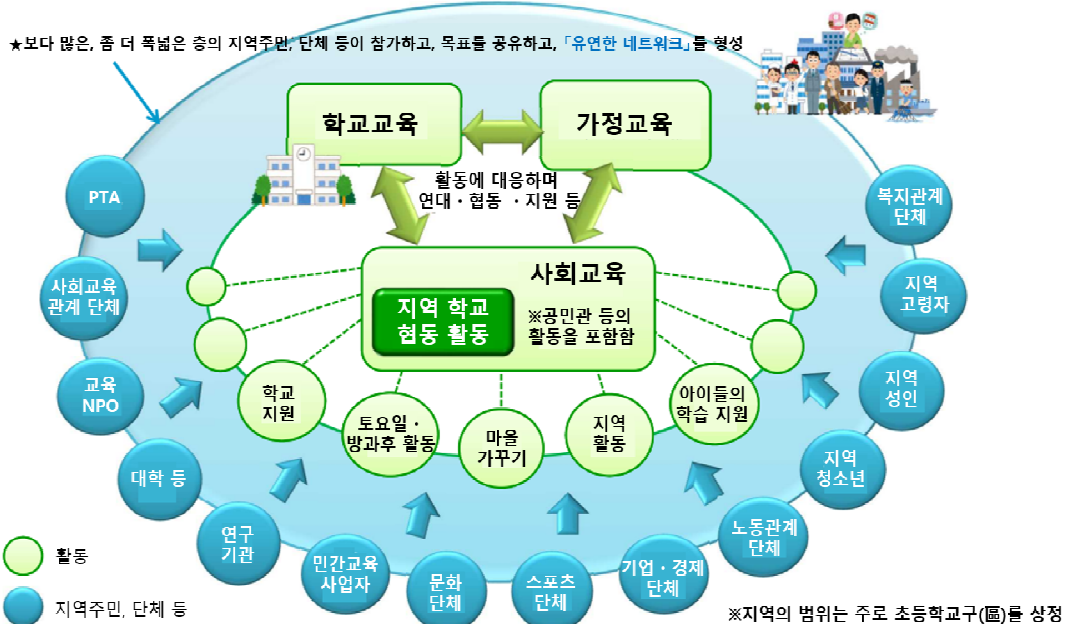 ★보다 많은, 좀 더 폭넓은 층의 지역주민, 단체 등이 참가하고, 목표를 공유하고, 「유연한 네트워크」를 형성
학교교육
가정교육
활동에 대응하며
연대・협동 ・지원 등
사회교육
지역 학교
협동 활동
※공민관 등의
활동을 포함함
학교
지원
토요일・
방과후 활동
마을
가꾸기
지역
활동
아이들의
학습 지원
PTA
사회교육
관계 단체
교육
NPO
대학 등
연구
기관
민간교육
사업자
문화
단체
스포츠
단체
기업・경제
단체
노동관계
단체
지역
청소년
지역
성인
지역
고령자
복지관계
단체
활동
지역주민, 단체 등
※지역의 범위는 주로 초등학교구(區)를 상정